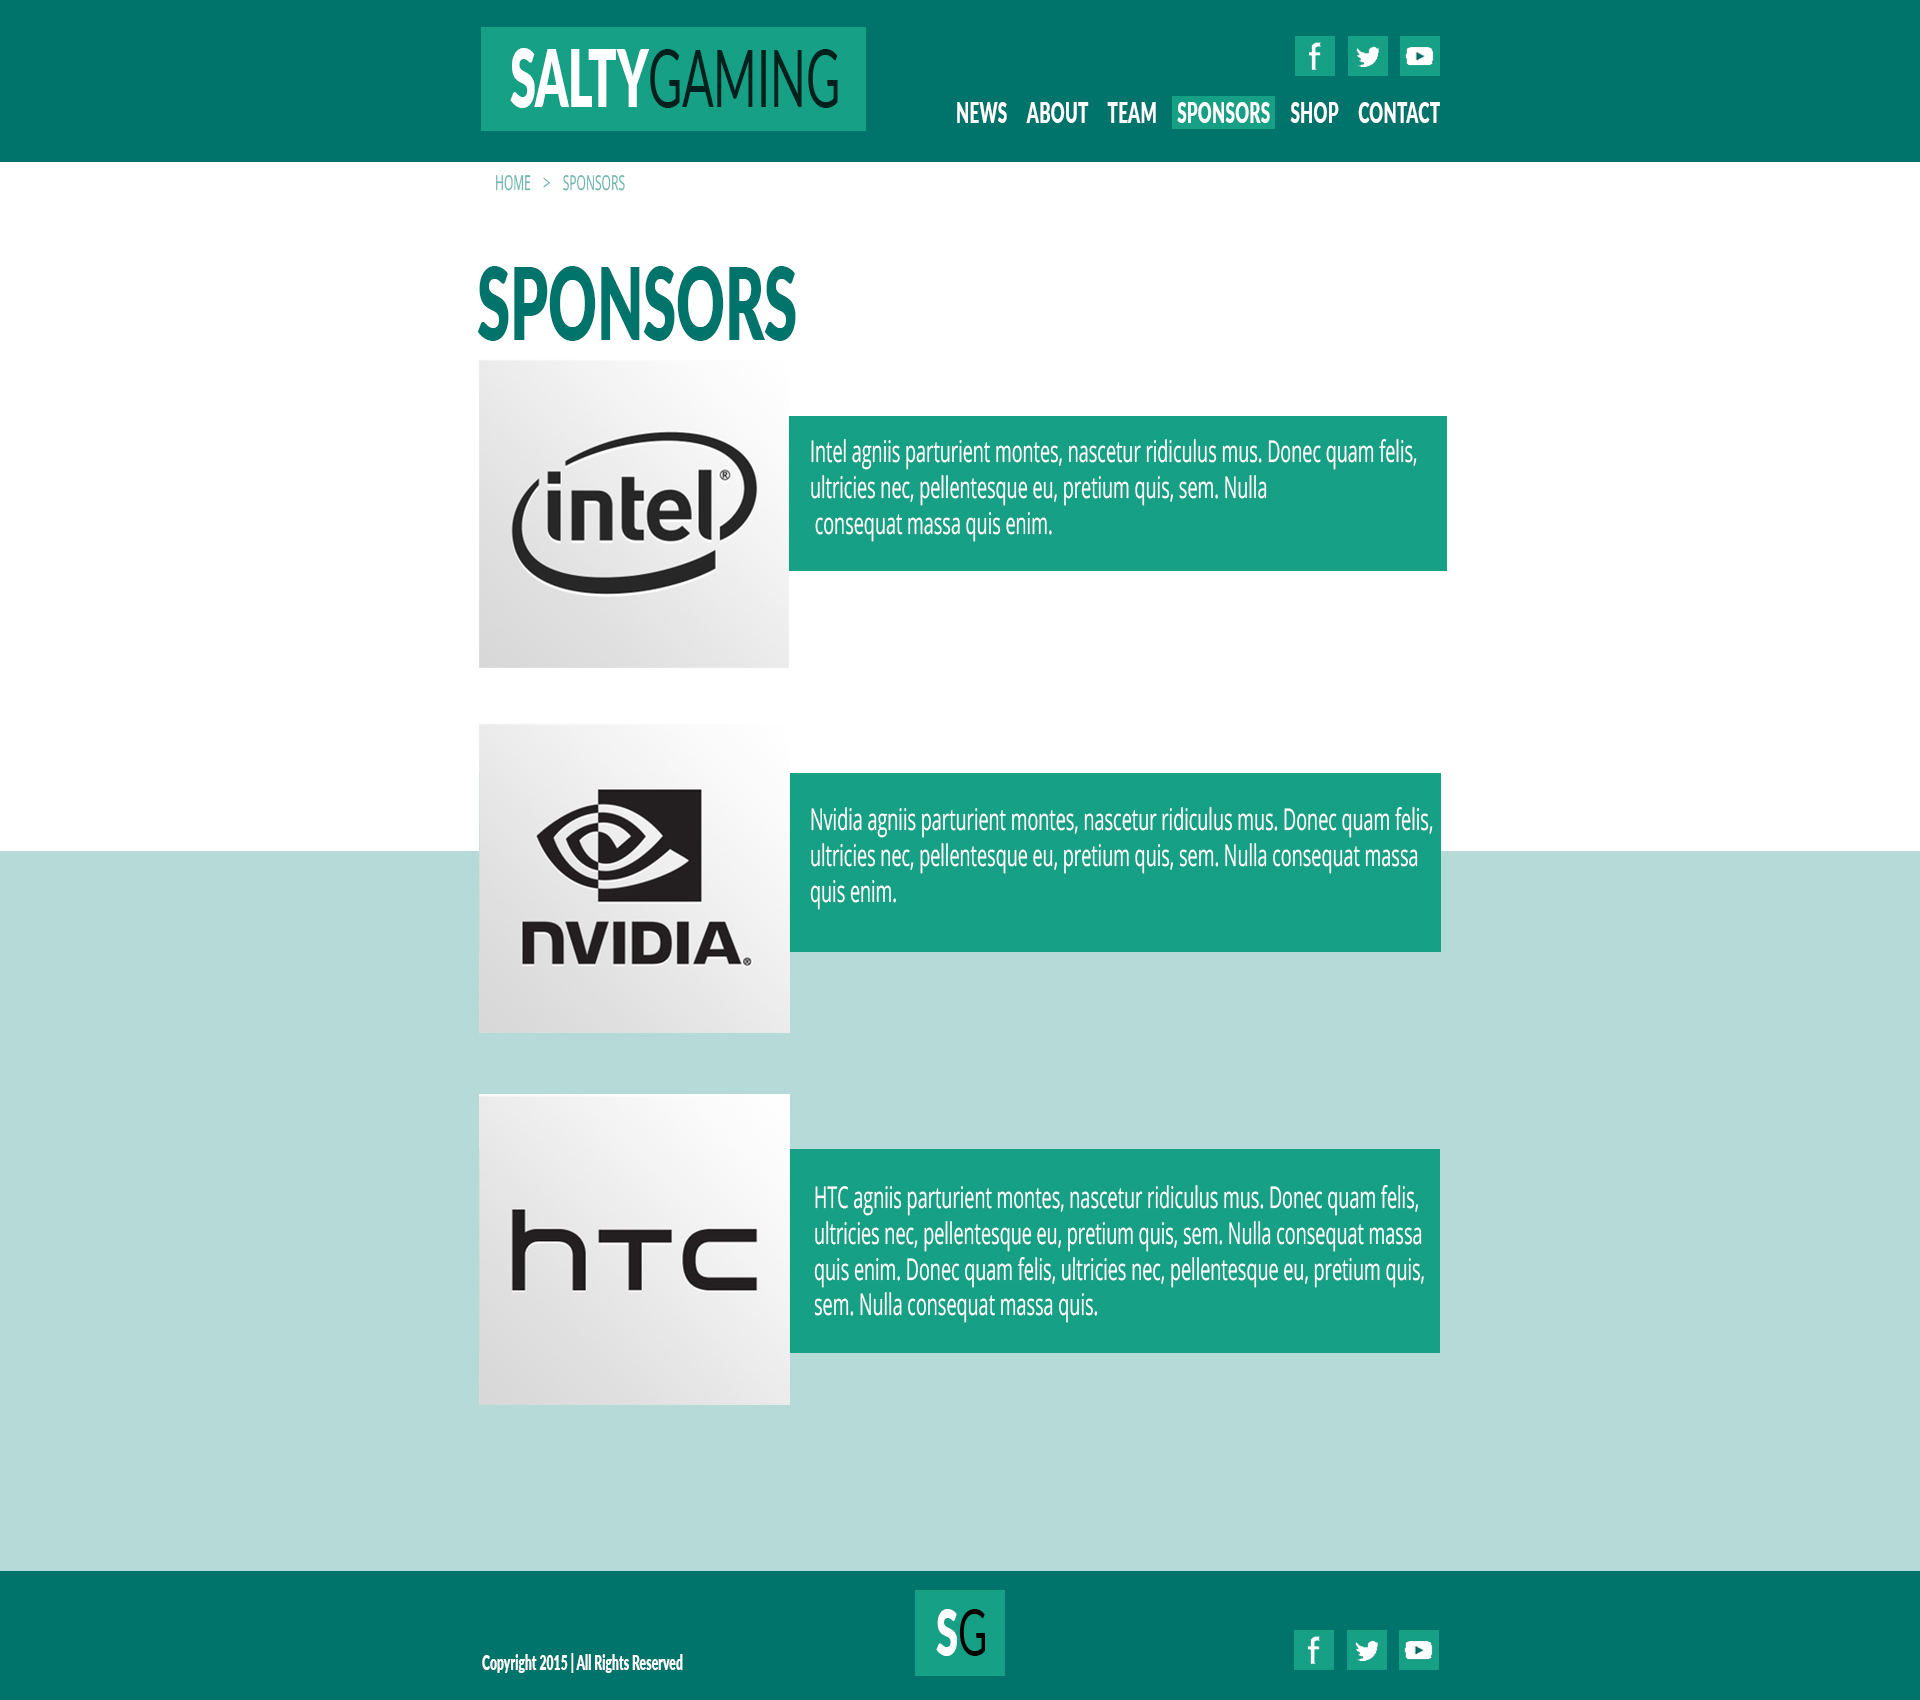 SALTYGAMING
NEWS ABOUT TEAM SPONSORS SHOP CONTACT
HOME > SPONSORS
SPONSORS
intel®
Intel agniis parturient montes, nascetur ridiculus mus. Donec quam felis,
ultricies nec, pellentesque eu, pretium quis, sem. Nulla
consequat massa quis enim.
NVIDIA®
Nvidia agniis parturient montes, nascetur ridiculus mus. Donec quam felis,
ultricies nec, pellentesque eu, pretium quis, sem. Nulla consequat massa
quis enim.
hTC
HTC agniis parturient montes, nascetur ridiculus mus. Donec quam felis,
ultricies nec, pellentesque eu, pretium quis, sem. Nulla consequat massa
quis enim. Donec quam felis, ultricies nec, pellentesque eu, pretium quis,
sem. Nulla consequat massa quis.
SG
Copyright 2015 | All Rights Reserved